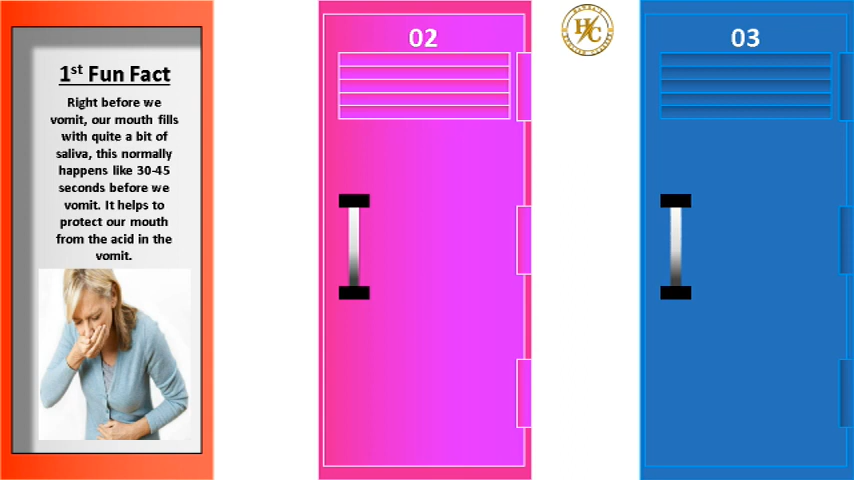 1st Fun Fact
Right before we
vomit, our mouth fills
with quite a bit of
saliva, this normally
happens like 30-45
seconds before we
vomit. It helps to
protect our mouth
from the acid in the
vomit.
02
H/C
03